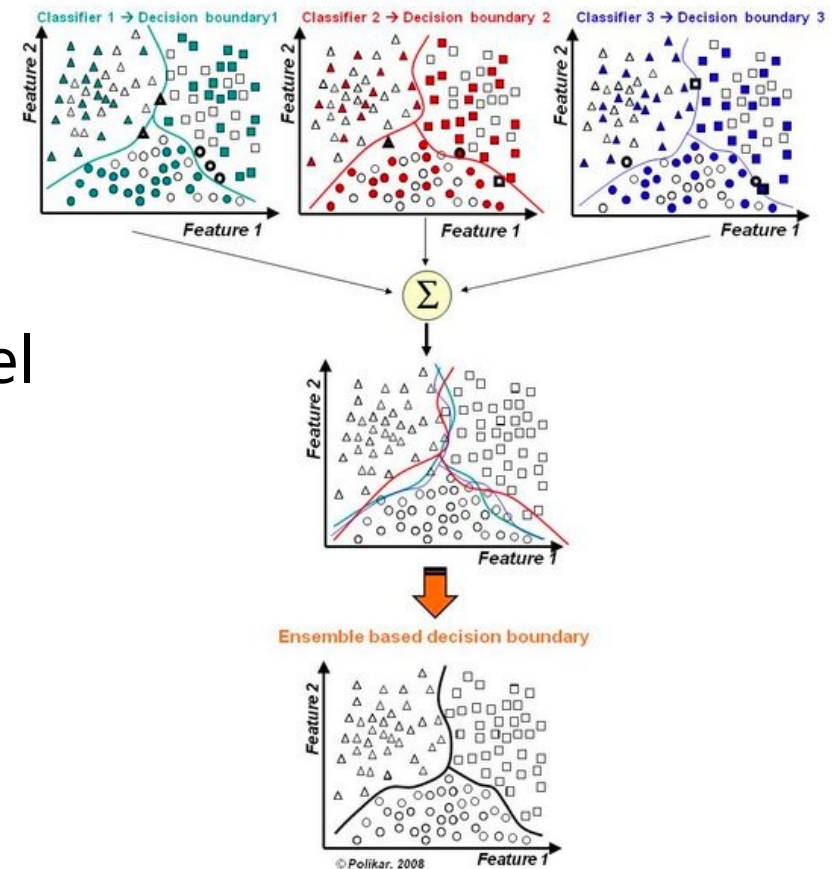 Classifier 1 → Decision boundary1
Classifier 2 → Decision boundary 2
Classifier 3 → Decision boundary 3
Feature 2
Feature 1
Feature 2
Feature 1
Feature 2
Feature 1
Σ
el
Feature 2
Feature 1
Ensemble based decision boundary
Feature 2
Feature 1
© Polikar, 2008